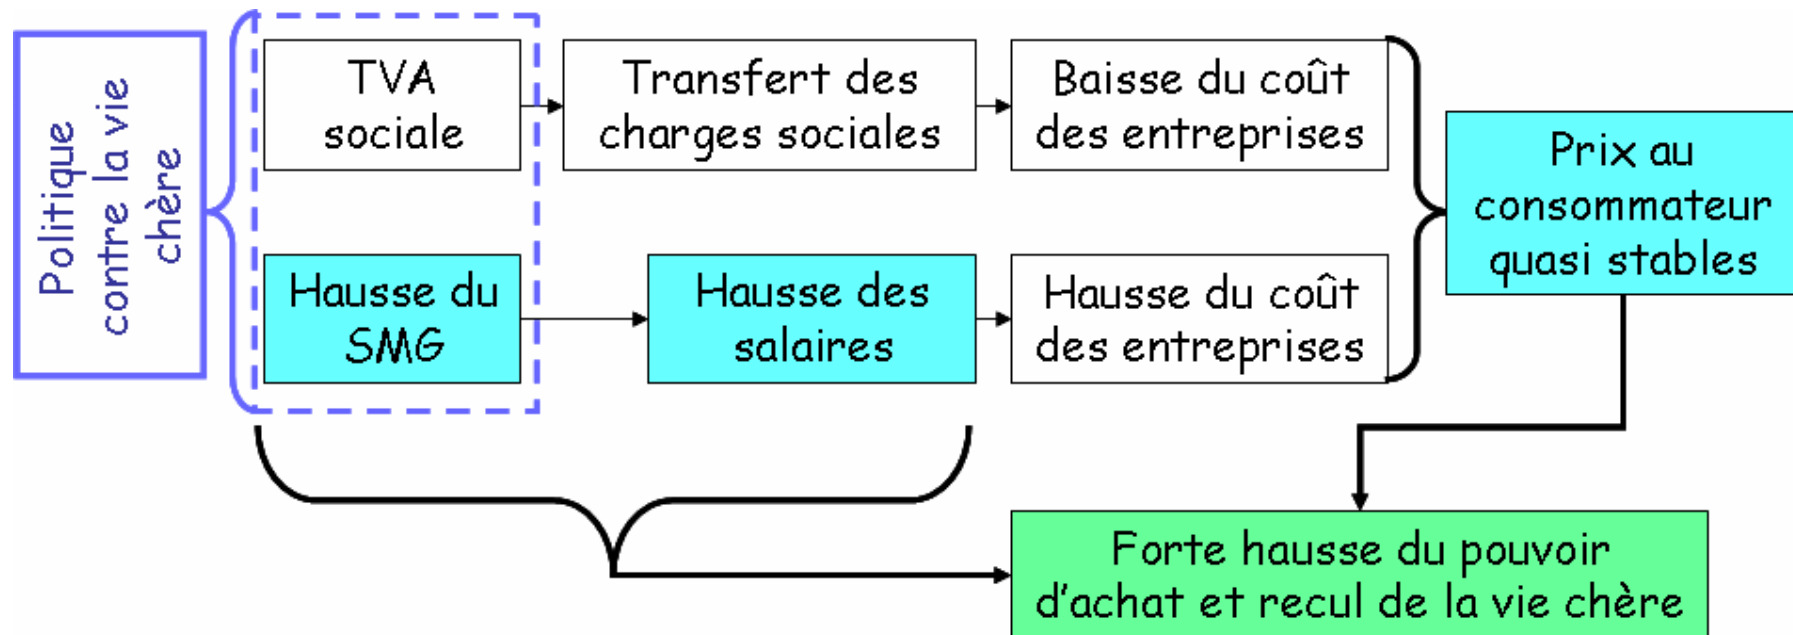 Politique
contre la vie
chère
TVA
sociale
Transfert des
charges sociales
Baisse du coût
des entreprises
Hausse du
SMG
Hausse des
salaires
Hausse du coût
des entreprises
Prix au
consommateur
quasi stables
Forte hausse du pouvoir
d'achat et recul de la vie chère